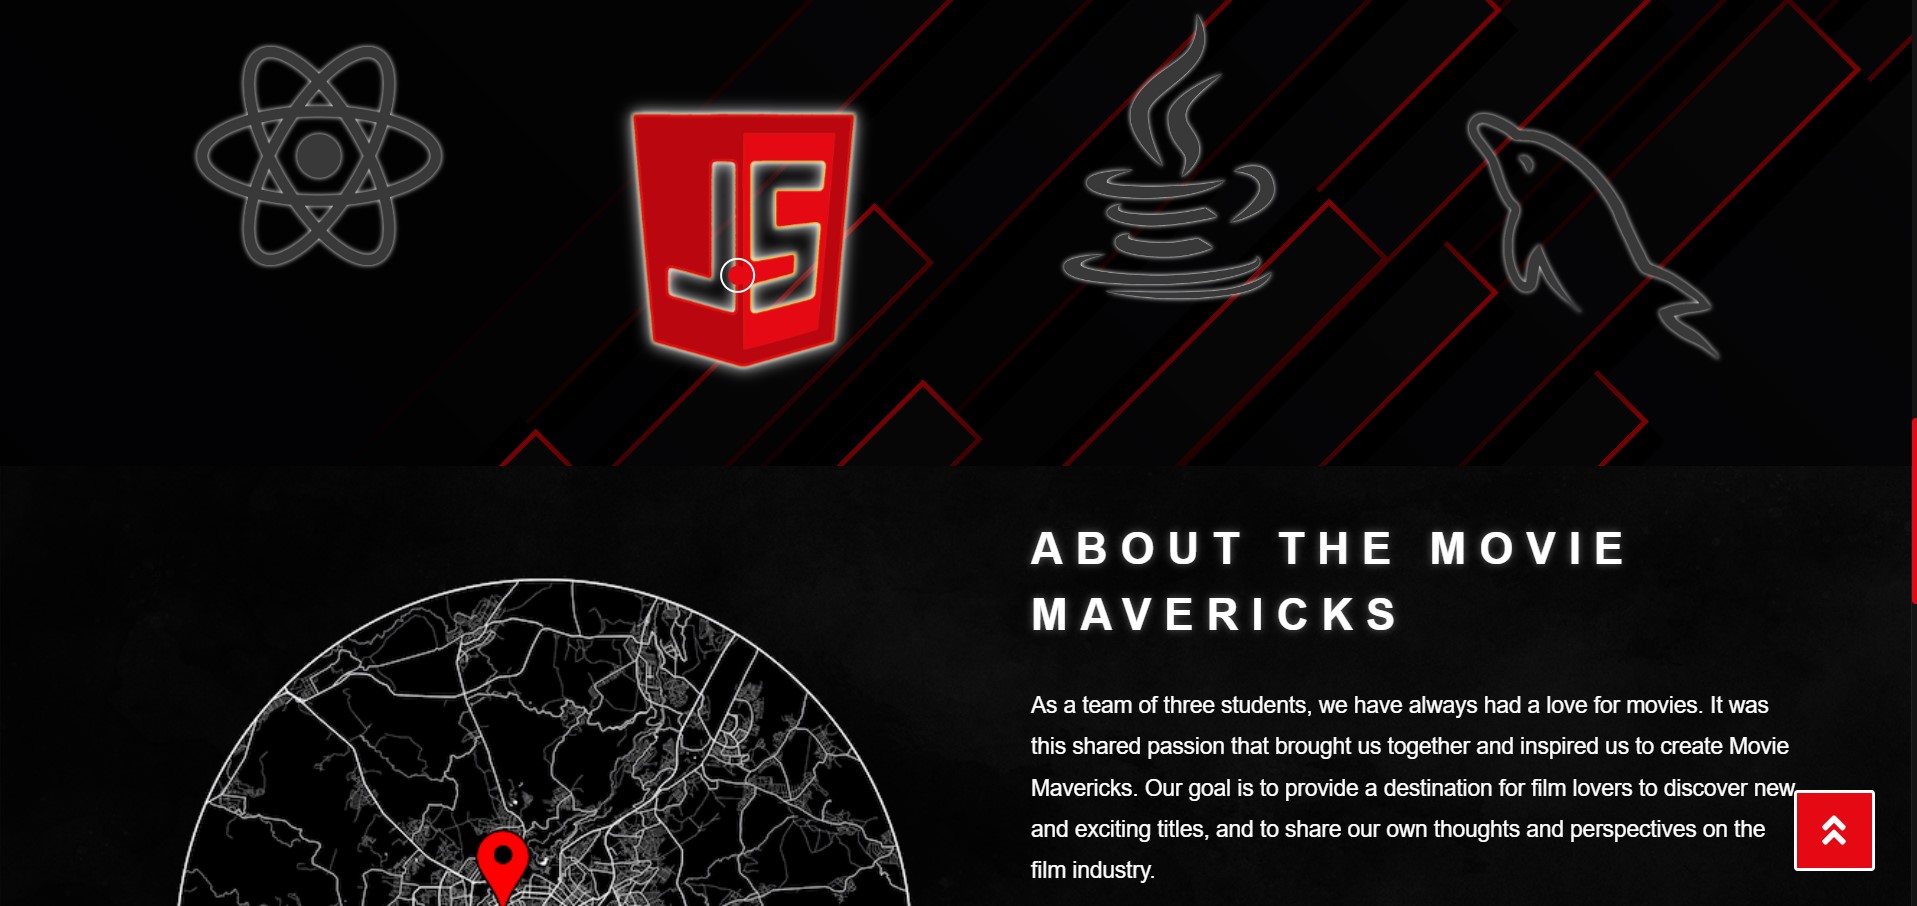 JS
ABOUT THE MOVIE
MAVERICKS
As a team of three students, we have always had a love for movies. It was
this shared passion that brought us together and inspired us to create Movie
Mavericks. Our goal is to provide a destination for film lovers to discover new
and exciting titles, and to share our own thoughts and perspectives on the
film industry.